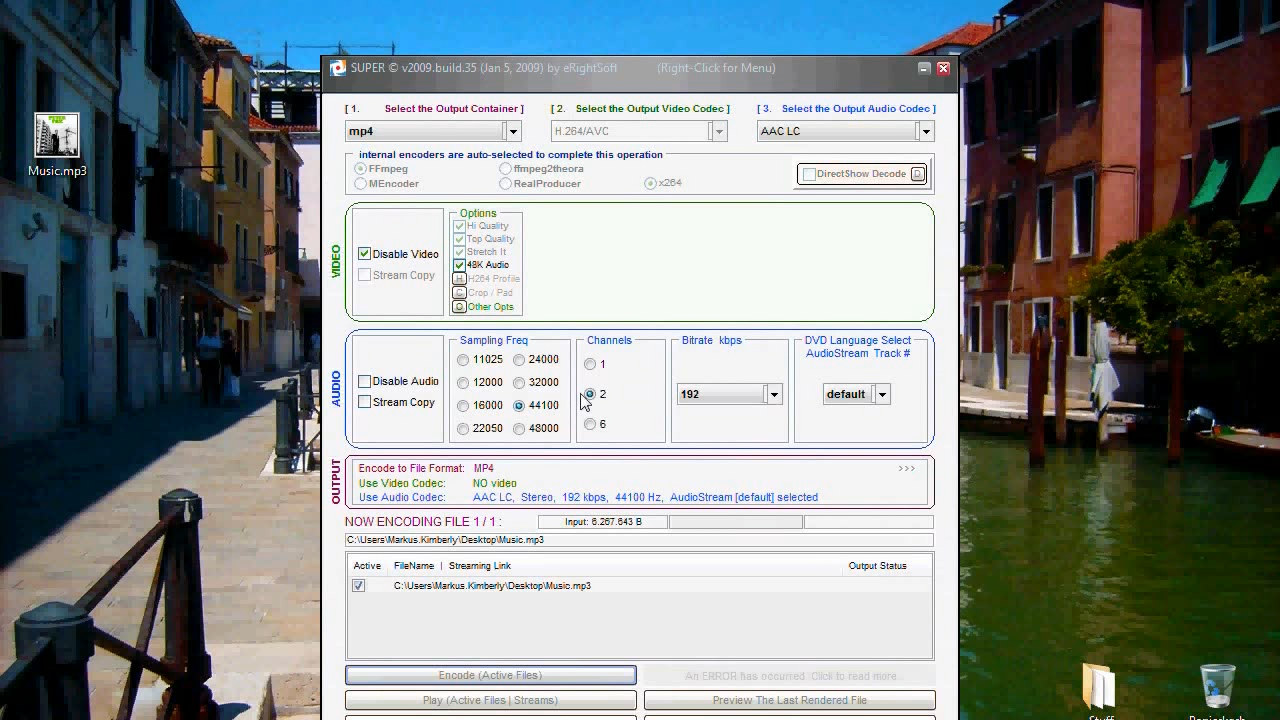 SUPER © v2009.build.35 (Jan 5, 2009) by eRightSoft (Right-Click for Menu)
[ 1. Select the Output Container ] [ 2. Select the Output Video Codec ] [ 3. Select the Output Audio Codec ]
mp4 H.264/AVC AAC LC
internal encoders are auto-selected to complete this operation
FFmpeg ffmpeg2theora DirectShow Decode D
MEncoder RealProducer x264
Music.mp3
VIDEO
Disable Video
Stream Copy
Options
Hi Quality
Top Quality
Stretch It
48K Audio
H H264 Profile
C Crop / Pad
O Other Opts
AUDIO
Disable Audio
Stream Copy
Sampling Freq
11025 24000
12000 32000
16000 44100
22050 48000
Channels
1
2
6
Bitrate kbps
192
DVD Language Select
AudioStream Track #
default
OUTPUT
Encode to File Format: MP4 >>>
Use Video Codec: NO video
Use Audio Codec: AAC LC, Stereo, 192 kbps, 44100 Hz, AudioStream [default] selected
NOW ENCODING FILE 1 / 1 : Input: 6.267.643 B
C:\Users\Markus.Kimberly\Desktop\Music.mp3
Active FileName | Streaming Link Output Status
C:\Users\Markus.Kimberly\Desktop\Music.mp3
Encode (Active Files) An ERROR has occurred. Click to read more...
Play (Active Files | Streams) Preview The Last Rendered File
Stuff Papierkorb